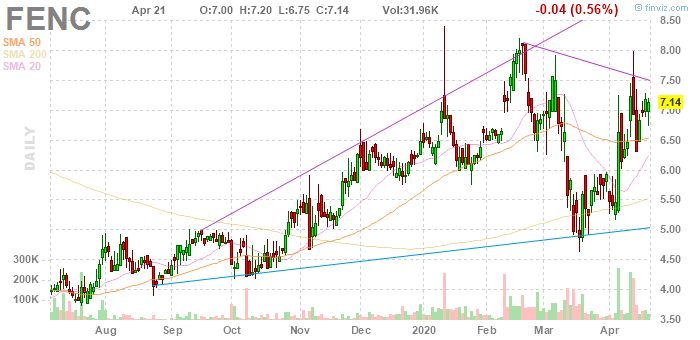 FENC
Apr 21 O:7.00 H:7.20 L:6.75 C:7.14 Vol:31.96K -0.04 (0.56%)
© finviz.com
SMA 50
SMA 200
SMA 20
DAILY
8.50
8.00
7.50
7.14
7.00
6.50
6.00
5.50
5.00
4.50
4.00
3.50
300K
200K
100K
Aug Sep Oct Nov Dec 2020 Feb Mar Apr